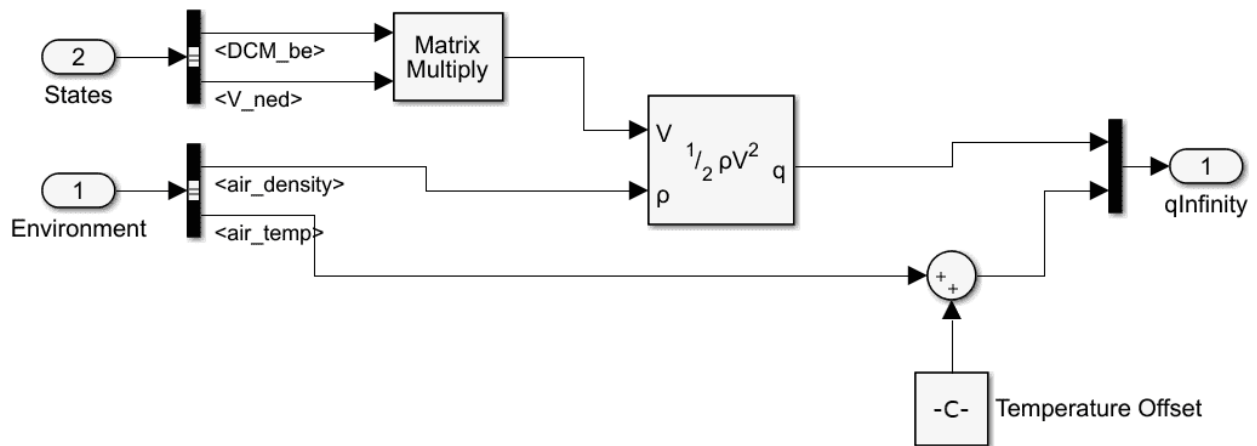 2
States
<DCM_be>
<V_ned>
Matrix
Multiply
1
Environment
<air_density>
<air_temp>
V
ρ
1/2 ρV²
q
+
+
-C-
Temperature Offset
1
qInfinity